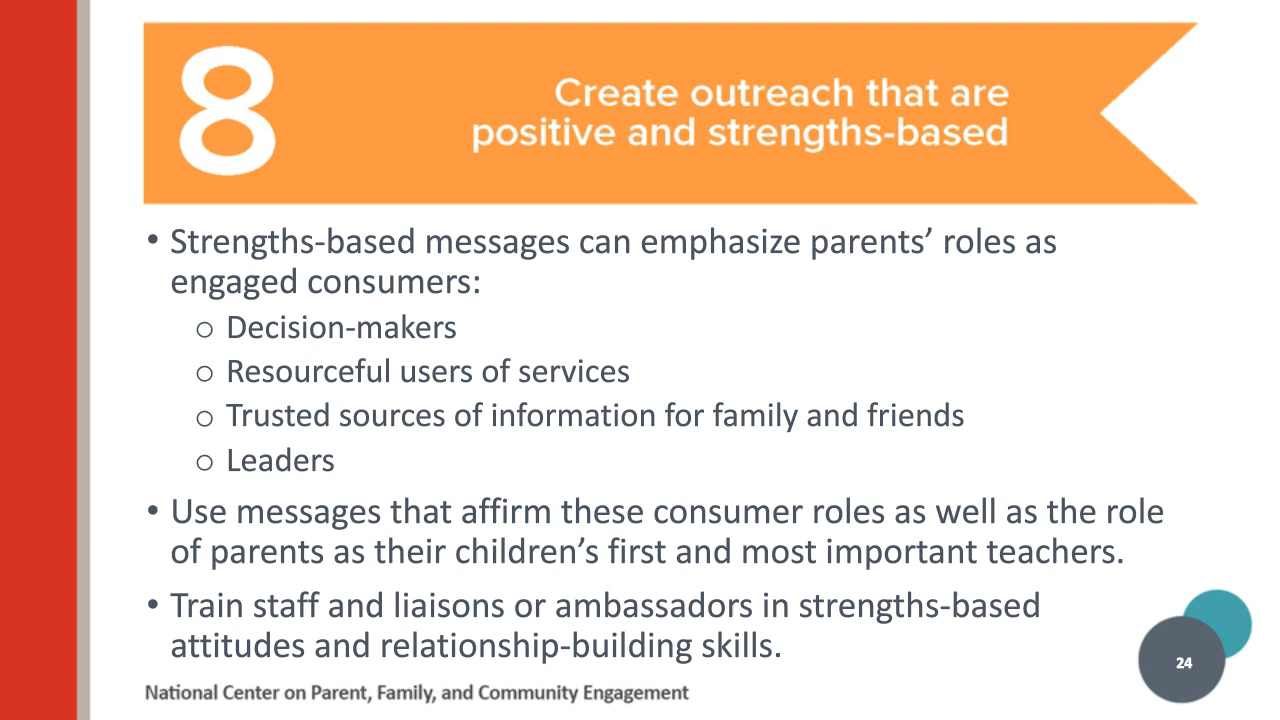 8
Create outreach that are
positive and strengths-based
• Strengths-based messages can emphasize parents’ roles as
engaged consumers:
○ Decision-makers
○ Resourceful users of services
○ Trusted sources of information for family and friends
○ Leaders
• Use messages that affirm these consumer roles as well as the role
of parents as their children’s first and most important teachers.
• Train staff and liaisons or ambassadors in strengths-based
attitudes and relationship-building skills.
24
National Center on Parent, Family, and Community Engagement